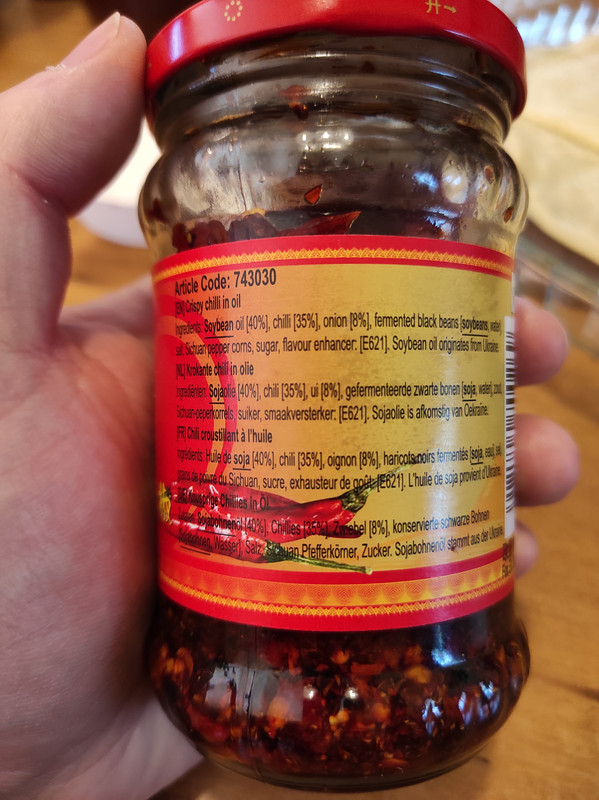 Article Code: 743030
[EN] Crispy chilli in oil
Ingredients: Soybean oil [40%], chilli [35%], onion [8%], fermented black beans [soybeans, water],
salt, Sichuan pepper corns, sugar, flavour enhancer: [E621]. Soybean oil originates from Ukraine.
[NL] Krokante chilli in olie
Ingrediënten: Sojaolie [40%], chilli [35%], ui [8%], gefermenteerde zwarte bonen [soja, water], zout,
Sichuan-peperkorrels, suiker, smaakversterker: [E621]. Sojaolie is afkomstig van Oekraïne.
[FR] Chili croustillant à l'huile
Ingrédients: Huile de soja [40%], chilli [35%], oignon [8%], haricots noirs fermentés [soja, eau], sel,
grains de poivre du Sichuan, sucre, exhausteur de goût: [E621]. L'huile de soja provient d'Ukraine.
Chillies In Öl
Sojabohnenöl [40%], Chillies [35%], Zwiebel [8%], konservierte schwarze Bohnen
[Sojabohnen, Wasser], Salz, Sichuan Pfefferkörner, Zucker. Sojabohnenöl stammt aus der Ukraine.